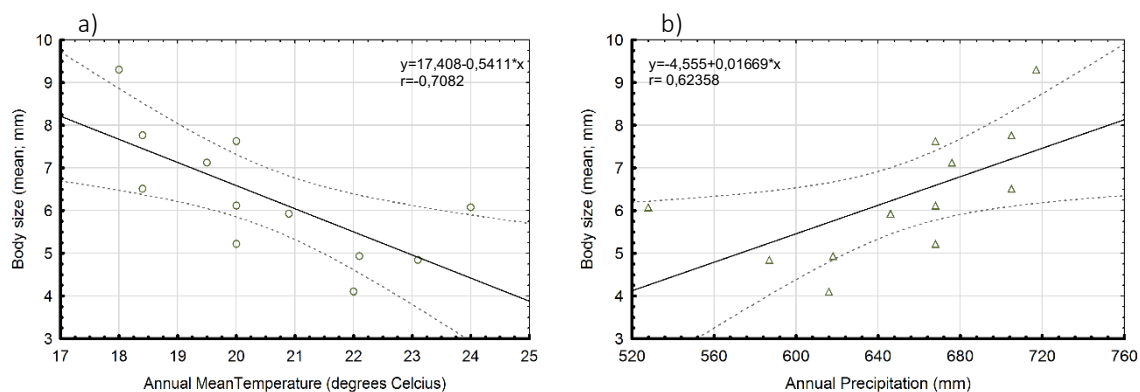 a)
y=17,408-0,5411*x
r=-0,7082
Body size (mean; mm)
10
9
8
7
6
5
4
3
17 18 19 20 21 22 23 24 25
Annual MeanTemperature (degrees Celcius)
b)
y=-4,555+0,01669*x
r= 0,62358
Body size (mean; mm)
10
9
8
7
6
5
4
3
520 560 600 640 680 720 760
Annual Precipitation (mm)